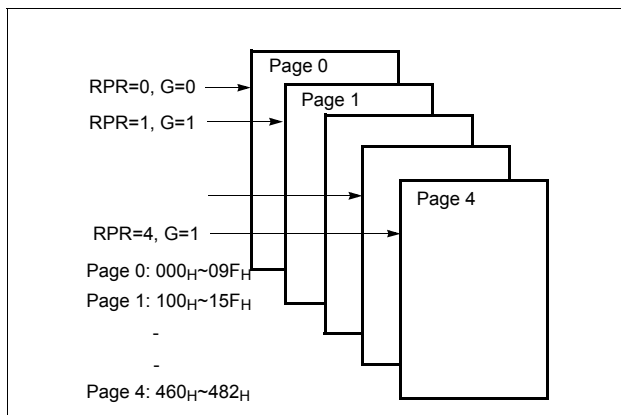 Page 0
RPR=0, G=0
Page 1
RPR=1, G=1
Page 4
RPR=4, G=1
Page 0: 000H~09FH
Page 1: 100H~15FH
-
-
Page 4: 460H~482H